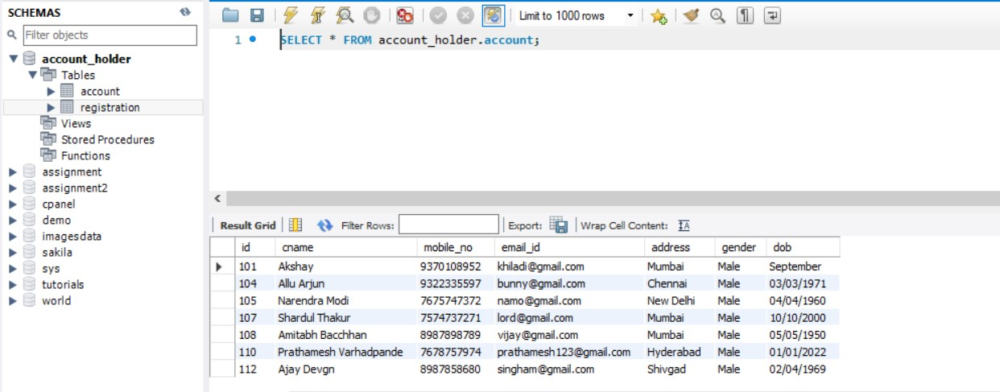 SCHEMAS
Filter objects
account_holder
Tables
account
registration
Views
Stored Procedures
Functions
assignment
assignment2
cpanel
demo
imagesdata
sakila
sys
tutorials
world
Limit to 1000 rows
1 SELECT * FROM account_holder.account;
Result Grid Filter Rows: Export: Wrap Cell Content:
id cname mobile_no email_id address gender dob
101 Akshay 9370108952 khiladi@gmail.com Mumbai Male September
104 Allu Arjun 9322335597 bunny@gmail.com Chennai Male 03/03/1971
105 Narendra Modi 7675747372 namo@gmail.com New Delhi Male 04/04/1960
107 Shardul Thakur 7574737271 lord@gmail.com Mumbai Male 10/10/2000
108 Amitabh Bacchhan 8987898789 vijay@gmail.com Mumbai Male 05/05/1950
110 Prathamesh Varhadpande 7678757974 prathamesh123@gmail.com Hyderabad Male 01/01/2022
112 Ajay Devgn 8987858680 singham@gmail.com Shivgad Male 02/04/1969